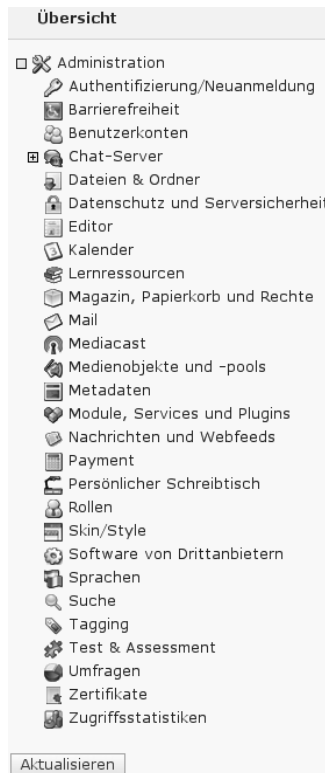 Übersicht
Administration
Authentifizierung/Neuanmeldung
Barrierefreiheit
Benutzerkonten
Chat-Server
Dateien & Ordner
Datenschutz und Serversicherheit
Editor
Kalender
Lernressourcen
Magazin, Papierkorb und Rechte
Mail
Mediacast
Medienobjekte und -pools
Metadaten
Module, Services und Plugins
Nachrichten und Webfeeds
Payment
Persönlicher Schreibtisch
Rollen
Skin/Style
Software von Drittanbietern
Sprachen
Suche
Tagging
Test & Assessment
Umfragen
Zertifikate
Zugriffsstatistiken
Aktualisieren